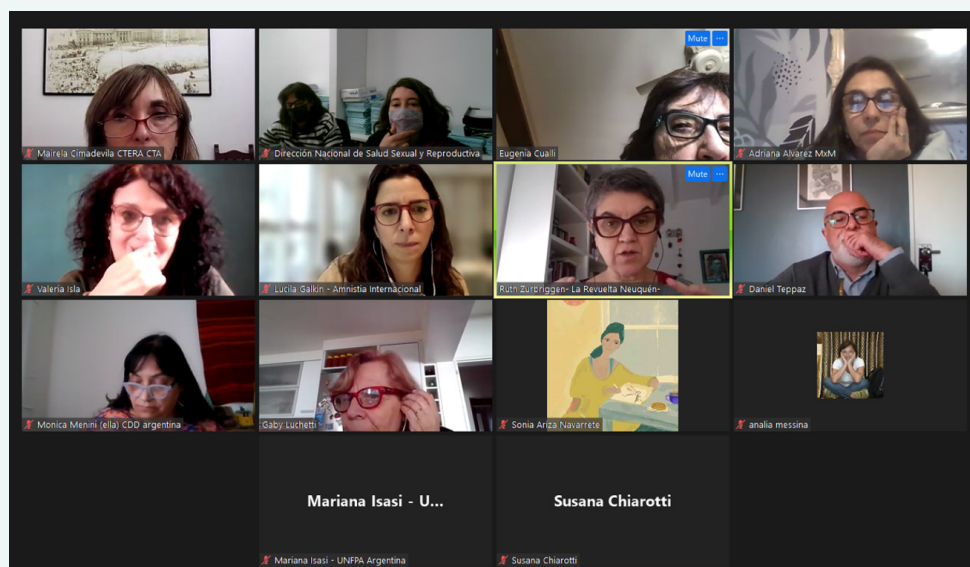 Mute ...
Mairela Cimadevila CTERA CTA
Dirección Nacional de Salud Sexual y Reproductiva
Eugenia Cualli
Adriana Alvarez MxM
Mute ...
Valeria Isla
Lucila Galkin - Amnistia Internacional
Ruth Zurbriggen- La Revuelta Neuquén-
Daniel Teppaz
Monica Menini (ella) CDD argentina
Gaby Luchetti
Sonia Ariza Navarrete
analia messina
Mariana Isasi - U...
Susana Chiarotti
Mariana Isasi - UNFPA Argentina
Susana Chiarotti